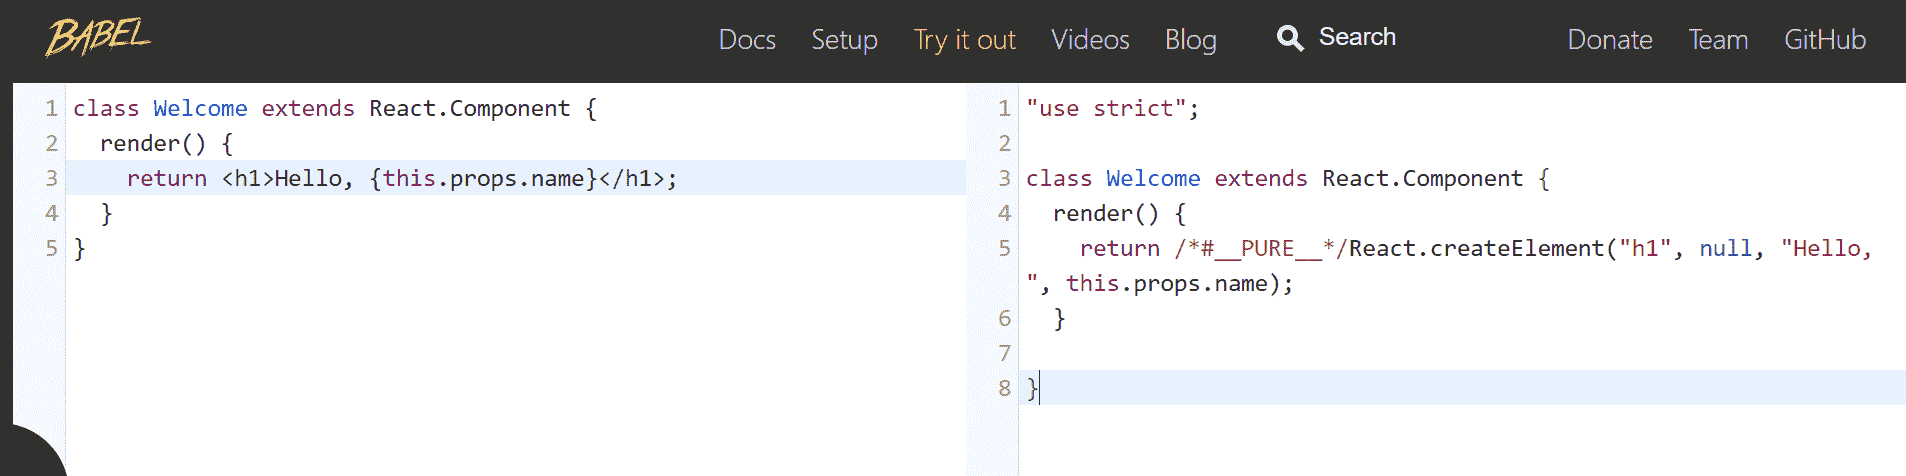 BABEL Docs Setup Try it out Videos Blog Search Donate Team GitHub
1 class Welcome extends React.Component {
2   render() {
3     return <h1>Hello, {this.props.name}</h1>;
4   }
5 }
1 "use strict";
2
3 class Welcome extends React.Component {
4   render() {
5     return /*#__PURE__*/React.createElement("h1", null, "Hello,
", this.props.name);
6   }
7
8 }